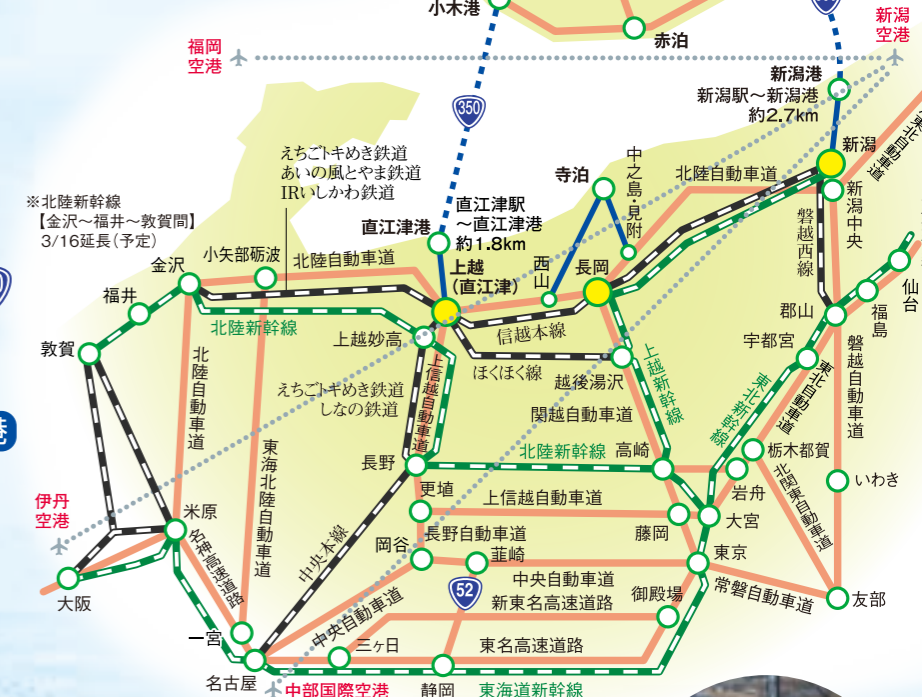 小木港
赤泊
新潟
空港
福岡
空港
350
新潟港
新潟駅～新潟港
約2.7km
新潟
東北自動車道
えちごトキめき鉄道
あいの風とやま鉄道
IRいしかわ鉄道
寺泊
中之島・見附
北陸自動車道
新潟中央
磐越西線
※北陸新幹線
【金沢～福井～敦賀間】
3/16延長（予定）
直江津港
直江津駅
～直江津港
約1.8km
小矢部砺波
北陸自動車道
上越
（直江津）
西山
長岡
金沢
福井
敦賀
北陸新幹線
上越妙高
信越本線
ほくほく線
越後湯沢
上越新幹線
仙台
福島
郡山
宇都宮
東北自動車道
東北新幹線
磐越自動車道
北陸自動車道
東海北陸自動車道
えちごトキめき鉄道
しなの鉄道
上信越自動車道
関越自動車道
長野
北陸新幹線
高崎
栃木都賀
岩舟
北関東自動車道
いわき
港
更埴
上信越自動車道
藤岡
大宮
伊丹
空港
米原
名神高速道路
中央本線
岡谷
長野自動車道
韮崎
中央自動車道
東京
常磐自動車道
友部
大阪
52
新東名高速道路
御殿場
一宮
中央自動車道
三ヶ日
東名高速道路
名古屋
中部国際空港
静岡
東海道新幹線